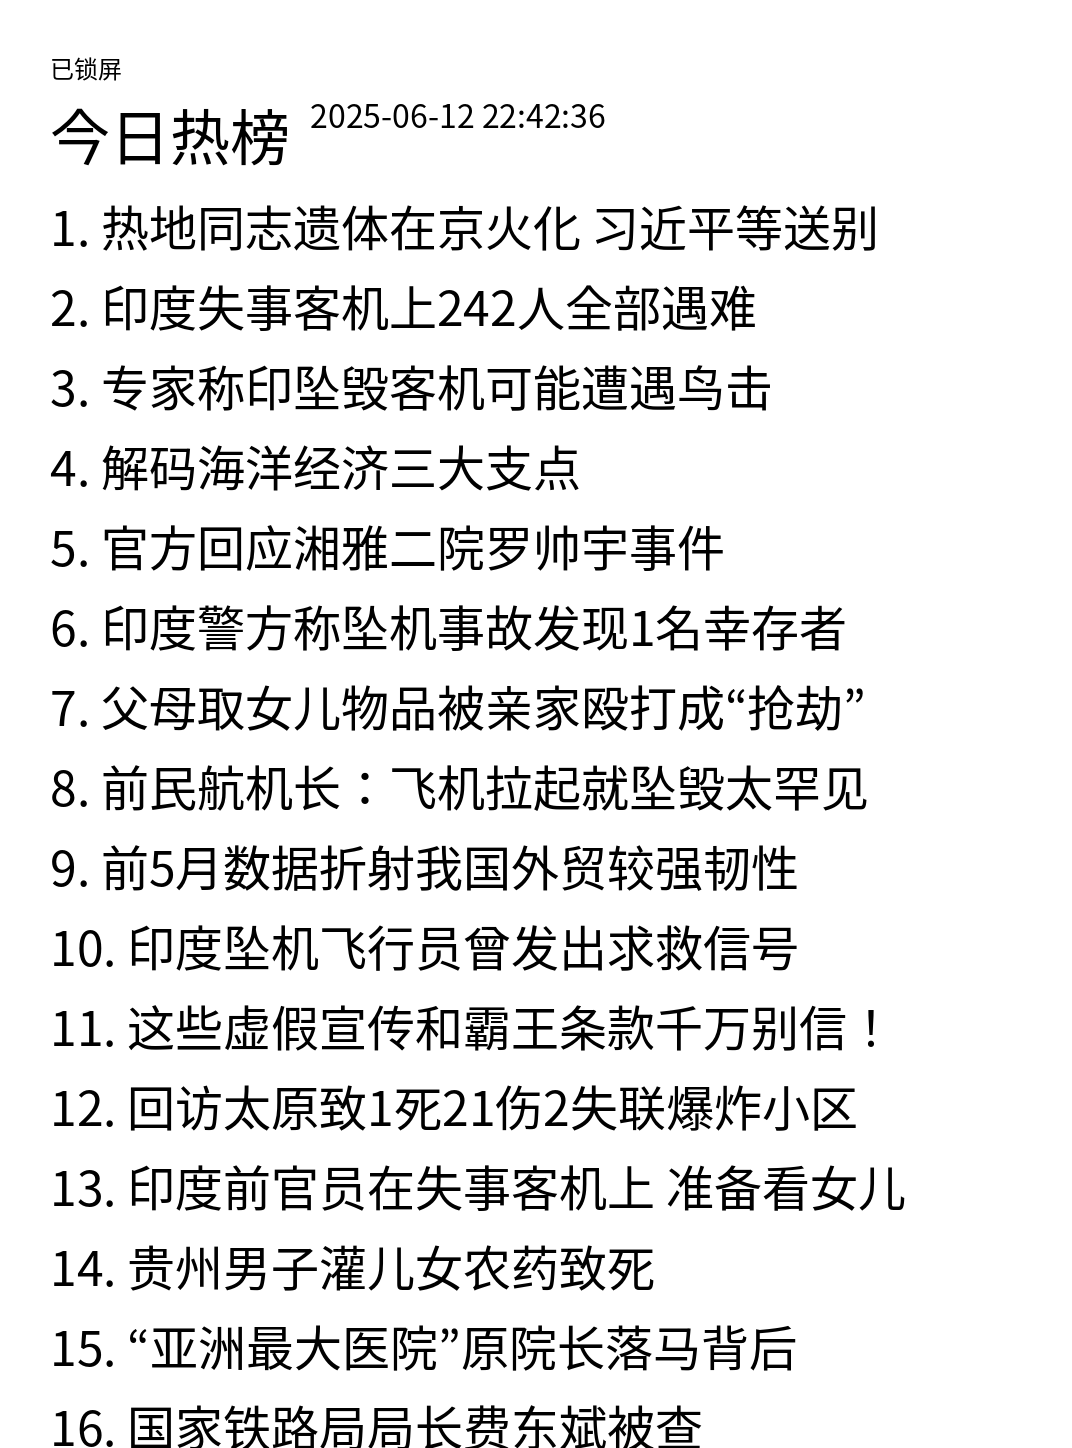 已锁屏
今日热榜 2025-06-12 22:42:36
1. 热地同志遗体在京火化 习近平等送别
2. 印度失事客机上242人全部遇难
3. 专家称印坠毁客机可能遭遇鸟击
4. 解码海洋经济三大支点
5. 官方回应湘雅二院罗帅宇事件
6. 印度警方称坠机事故发现1名幸存者
7. 父母取女儿物品被亲家殴打成“抢劫”
8. 前民航机长：飞机拉起就坠毁太罕见
9. 前5月数据折射我国外贸较强韧性
10. 印度坠机飞行员曾发出求救信号
11. 这些虚假宣传和霸王条款千万别信！
12. 回访太原致1死21伤2失联爆炸小区
13. 印度前官员在失事客机上 准备看女儿
14. 贵州男子灌儿女农药致死
15. “亚洲最大医院”原院长落马背后
16. 国家铁路局局长费东斌被查